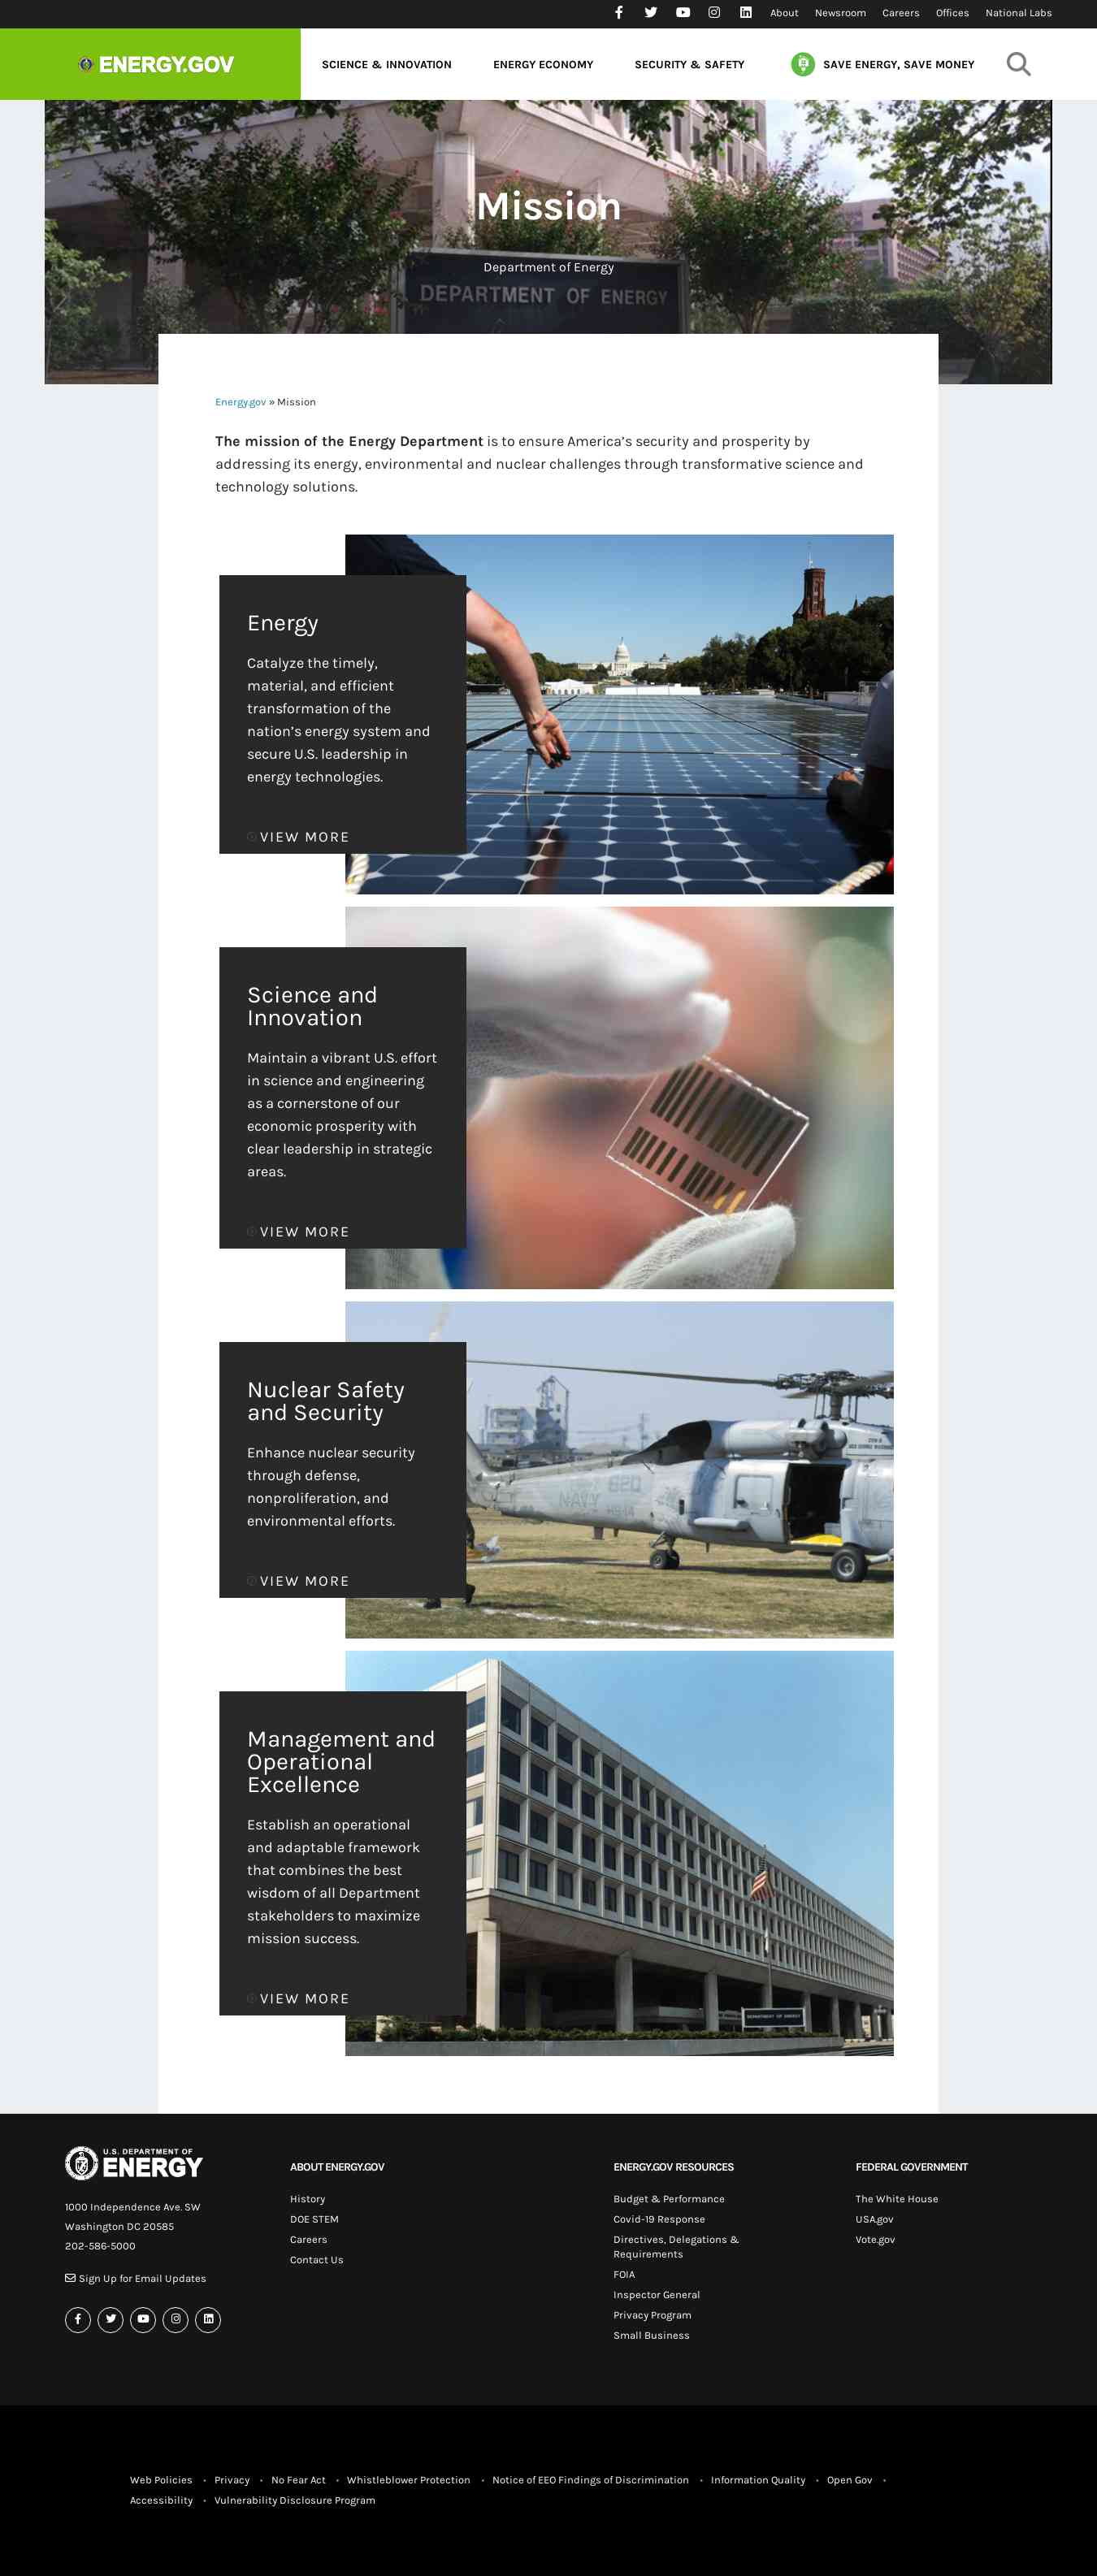 About Newsroom Careers Offices National Labs
ENERGY.GOV
SCIENCE & INNOVATION ENERGY ECONOMY SECURITY & SAFETY SAVE ENERGY, SAVE MONEY
Mission
Department of Energy
DEPARTMENT OF ENERGY
Energy.gov » Mission
The mission of the Energy Department is to ensure America’s security and prosperity by
addressing its energy, environmental and nuclear challenges through transformative science and
technology solutions.
Energy
Catalyze the timely,
material, and efficient
transformation of the
nation’s energy system and
secure U.S. leadership in
energy technologies.
VIEW MORE
Science and
Innovation
Maintain a vibrant U.S. effort
in science and engineering
as a cornerstone of our
economic prosperity with
clear leadership in strategic
areas.
VIEW MORE
Nuclear Safety
and Security
Enhance nuclear security
through defense,
nonproliferation, and
environmental efforts.
VIEW MORE
NAVY 620
Management and
Operational
Excellence
Establish an operational
and adaptable framework
that combines the best
wisdom of all Department
stakeholders to maximize
mission success.
VIEW MORE
DEPARTMENT OF ENERGY
U.S. DEPARTMENT OF
ENERGY
1000 Independence Ave. SW
Washington DC 20585
202-586-5000
Sign Up for Email Updates
ABOUT ENERGY.GOV
History
DOE STEM
Careers
Contact Us
ENERGY.GOV RESOURCES
Budget & Performance
Covid-19 Response
Directives, Delegations &
Requirements
FOIA
Inspector General
Privacy Program
Small Business
FEDERAL GOVERNMENT
The White House
USA.gov
Vote.gov
Web Policies • Privacy • No Fear Act • Whistleblower Protection • Notice of EEO Findings of Discrimination • Information Quality • Open Gov •
Accessibility • Vulnerability Disclosure Program